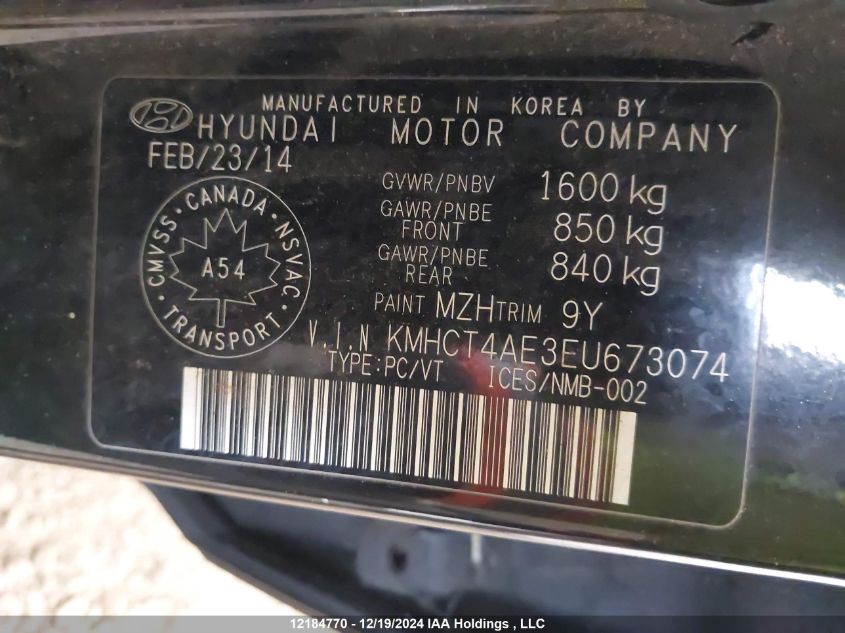 MANUFACTURED IN KOREA BY
HYUNDAI MOTOR COMPANY
FEB/23/14
GVWR/PNBV 1600 kg
GAWR/PNBE FRONT 850 kg
GAWR/PNBE REAR 840 kg
PAINT MZH TRIM 9Y
CMVSS · CANADA · NSVAC · TRANSPORT ·
A54
V.I.N KMHCT4AE3EU673074
TYPE:PC/VT ICES/NMB-002
12184770 - 12/19/2024 IAA Holdings , LLC